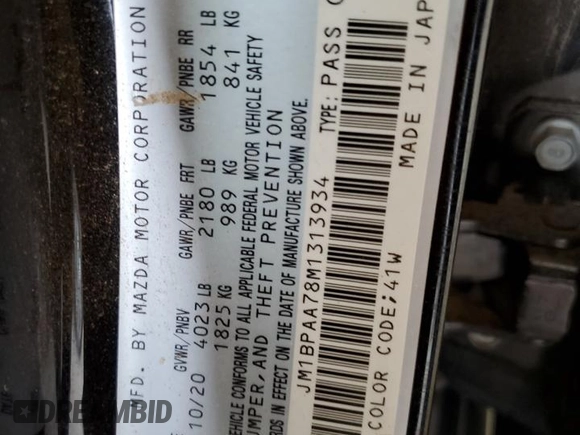 MFD. BY MAZDA MOTOR CORPORATION
10/20
GVWR/PNBV
4023 LB
1825 KG
GAWR/PNBE FRT
2180 LB
989 KG
GAWR/PNBE RR
1854 LB
841 KG
VEHICLE CONFORMS TO ALL APPLICABLE FEDERAL MOTOR VEHICLE SAFETY
BUMPER, AND THEFT PREVENTION
IN EFFECT ON THE DATE OF MANUFACTURE SHOWN ABOVE.
JM1BPAA78M1313934
TYPE: PASS
COLOR CODE;41W
MADE IN JAP
DREAMBID